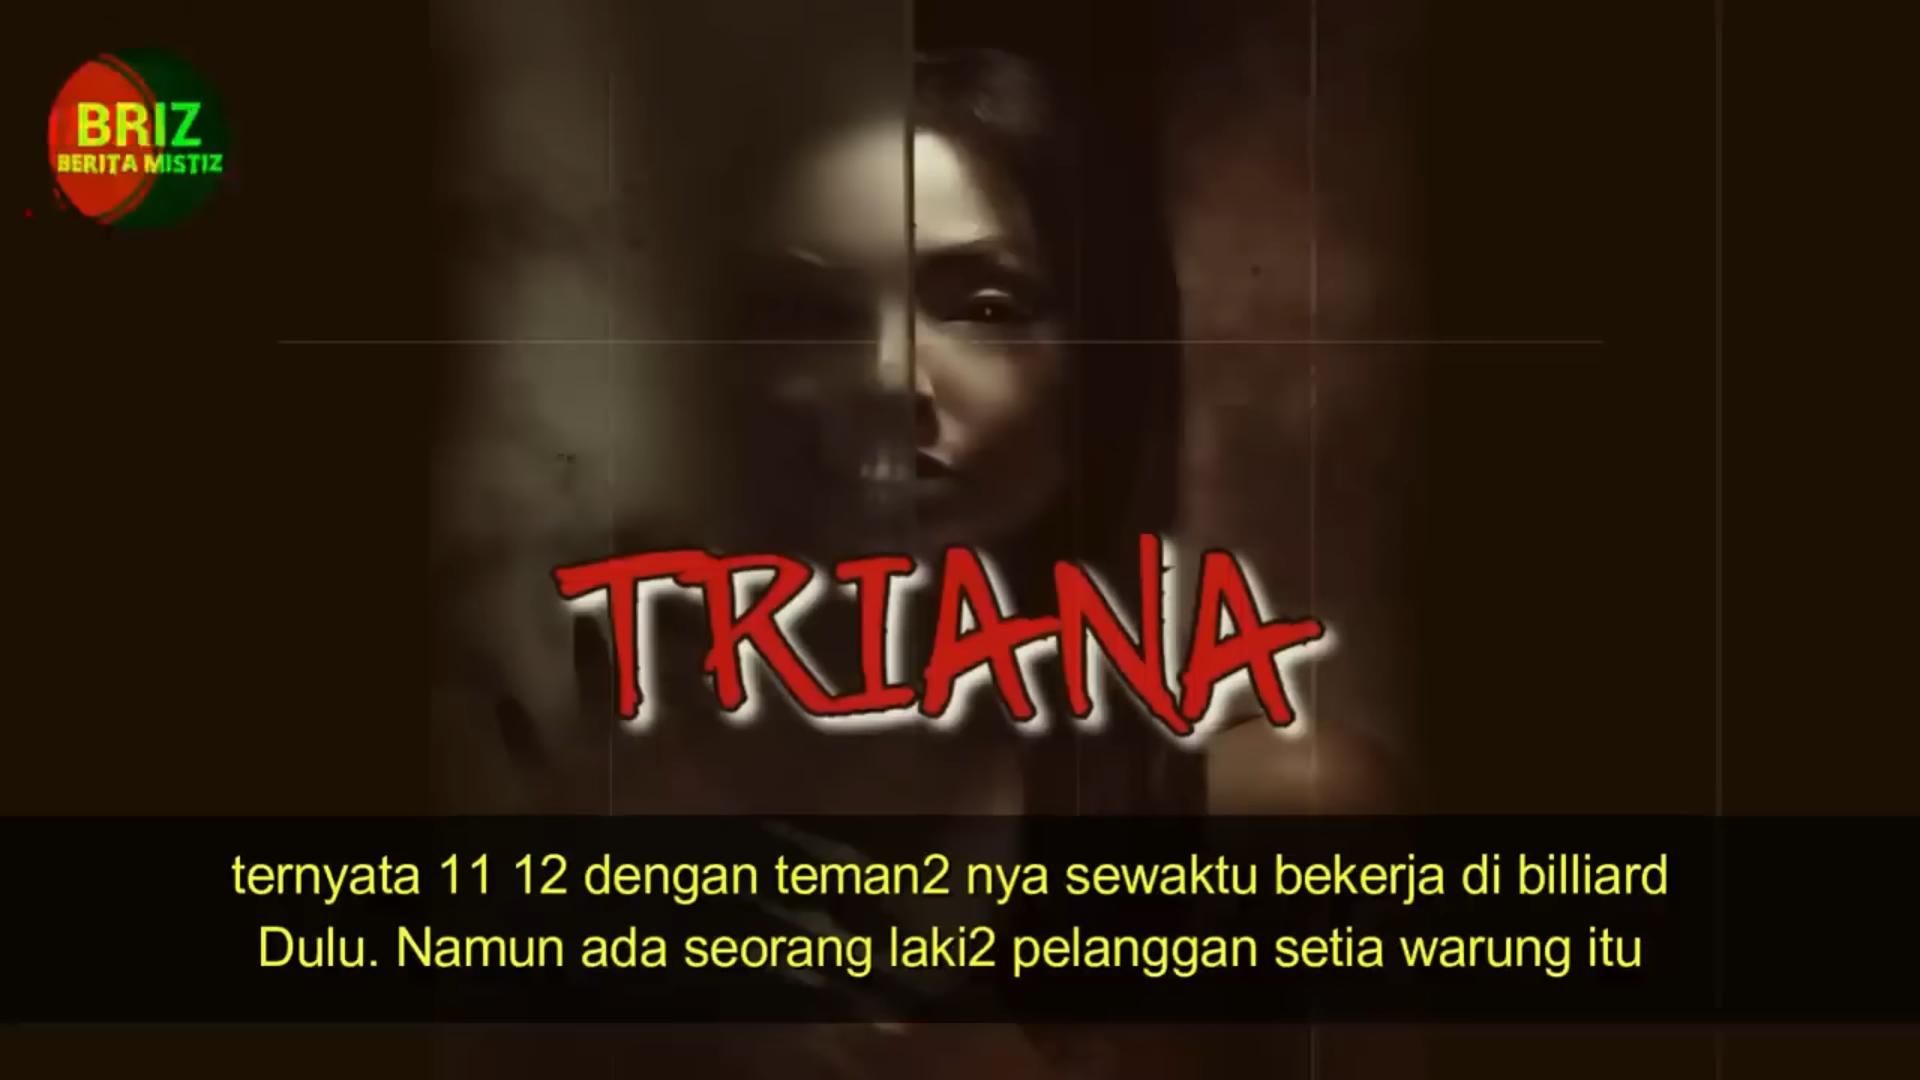 BRIZ
BERITA MISTIZ
TRIANA
ternyata 11 12 dengan teman2 nya sewaktu bekerja di billiard
Dulu. Namun ada seorang laki2 pelanggan setia warung itu